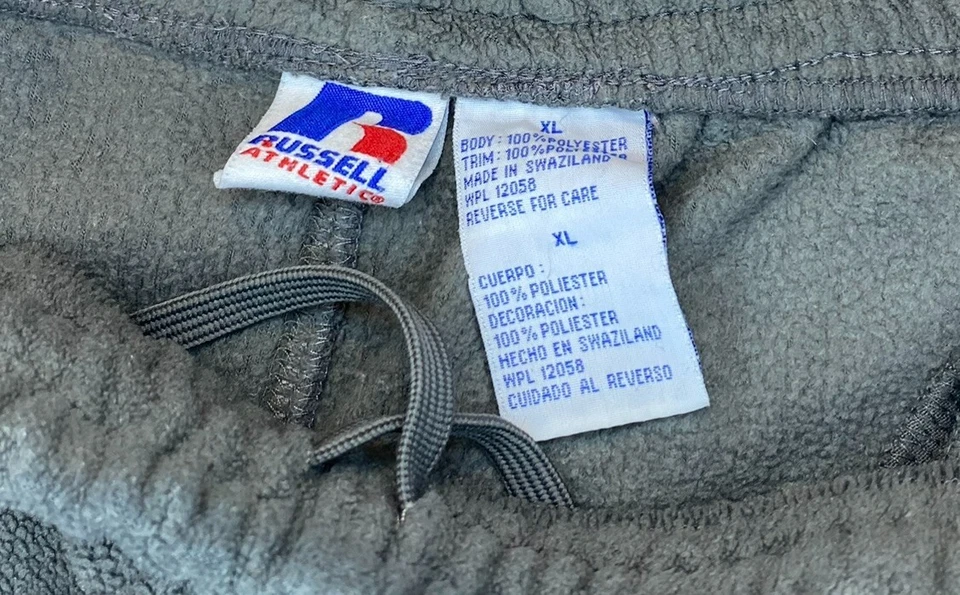 RUSSELL
ATHLETIC®
XL
BODY: 100%POLYESTER
TRIM: 100%POLYESTER
MADE IN SWAZILAND
WPL 12058
REVERSE FOR CARE
XL
CUERPO:
100% POLIESTER
DECORACION:
100% POLIESTER
HECHO EN SWAZILAND
WPL 12058
CUIDADO AL REVERSO